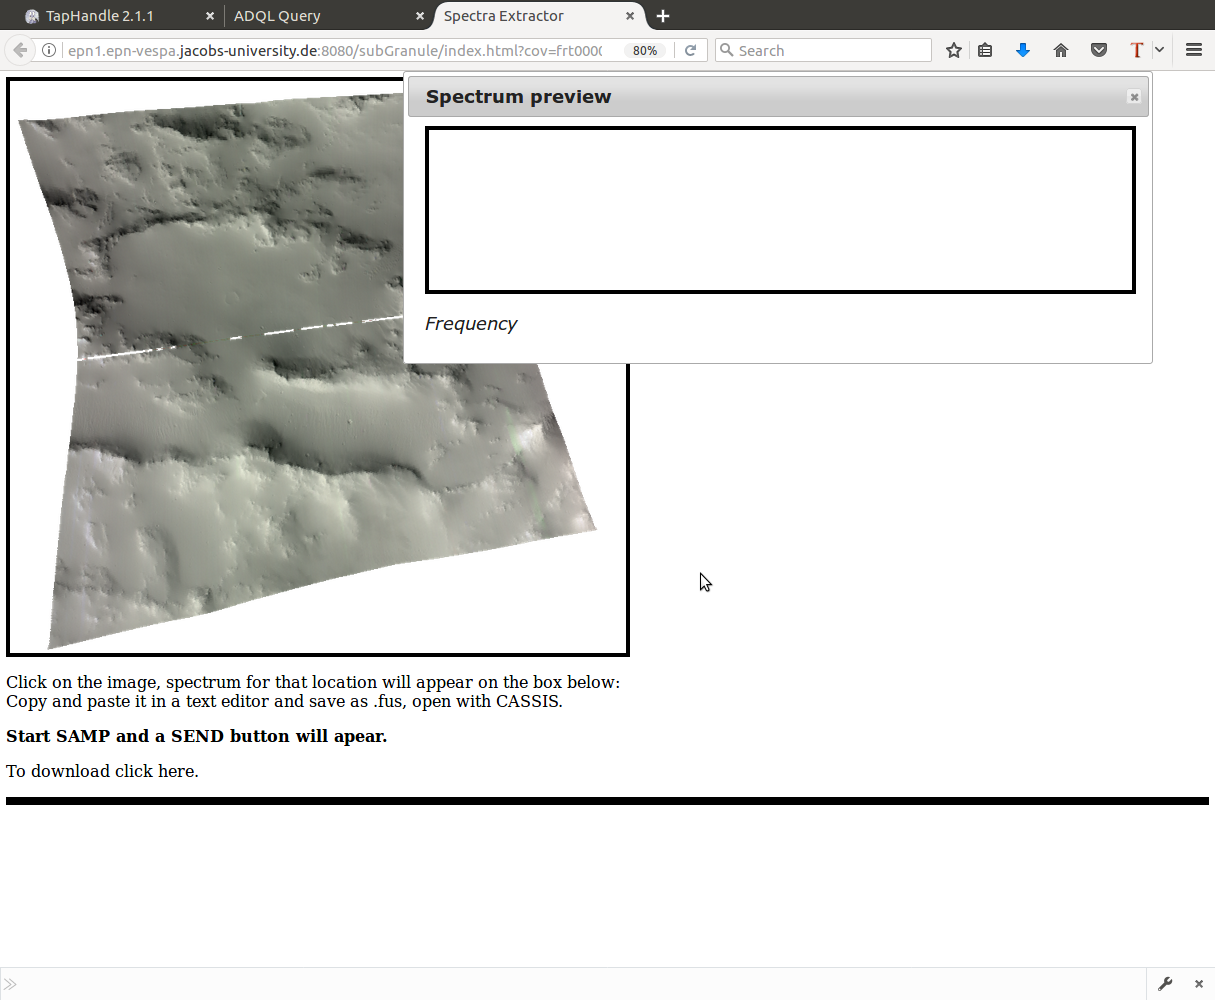 TapHandle 2.1.1
ADQL Query
Spectra Extractor
epn1.epn-vespa.jacobs-university.de:8080/subGranule/index.html?cov=frt0000
80%
Search
Spectrum preview
Frequency
Click on the image, spectrum for that location will appear on the box below:
Copy and paste it in a text editor and save as .fus, open with CASSIS.
Start SAMP and a SEND button will apear.
To download click here.